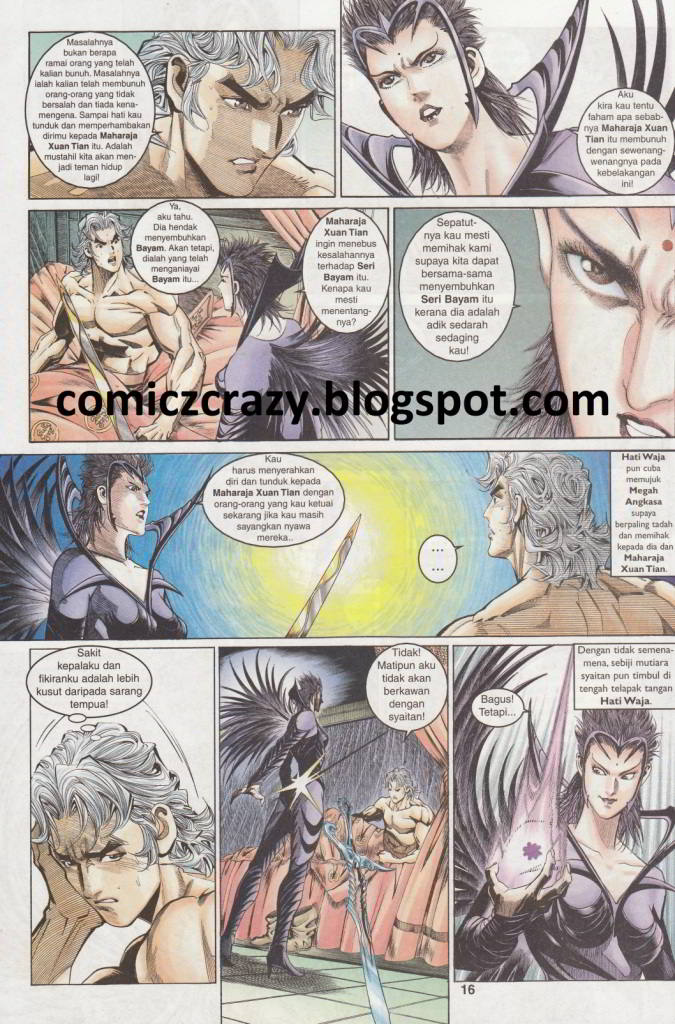 Masalahnya
bukan berapa
ramai orang yang telah
kalian bunuh. Masalahnya
ialah kalian telah membunuh
orang-orang yang tidak
bersalah dan tiada kena-
mengena. Sampai hati kau
tunduk dan memperhambakan
dirimu kepada Maharaja
Xuan Tian itu. Adalah
mustahil kita akan men-
jadi teman hidup
lagi!
Aku
kira kau tentu
faham apa sebab-
nya Maharaja Xuan
Tian itu membunuh
dengan sewenang-
wenangnya pada
kebelakangan
ini!
Ya,
aku tahu.
Dia hendak
menyembuhkan
Bayam. Akan tetapi,
dialah yang telah
menganiayai
Bayam itu...
Maharaja
Xuan Tian
ingin menebus
kesalahannya
terhadap Seri
Bayam itu.
Kenapa kau
mesti
menentang-
nya?
Sepatut-
nya kau mesti
memihak kami
supaya kita dapat
bersama-sama
menyembuhkan
Seri Bayam itu
kerana dia adalah
adik sedarah
sedaging
kau!
comiczcrazy.blogspot.com
Kau
harus menyerahkan
diri dan tunduk kepada
Maharaja Xuan Tian dengan
orang-orang yang kau ketuai
sekarang jika kau masih
sayangkan nyawa
mereka..
...
...
Hati Waja
pun cuba
memujuk
Megah
Angkasa
supaya
berpaling tadah
dan memihak
kepada dia dan
Maharaja
Xuan Tian.
Sakit
kepalaku dan
fikiranku adalah lebih
kusut daripada sarang
tempua!
Tidak!
Matipun aku
tidak akan
berkawan
dengan
syaitan!
Dengan tidak semena-
mena, sebiji mutiara
syaitan pun timbul di
tengah telapak tangan
Hati Waja.
Bagus!
Tetapi...
16